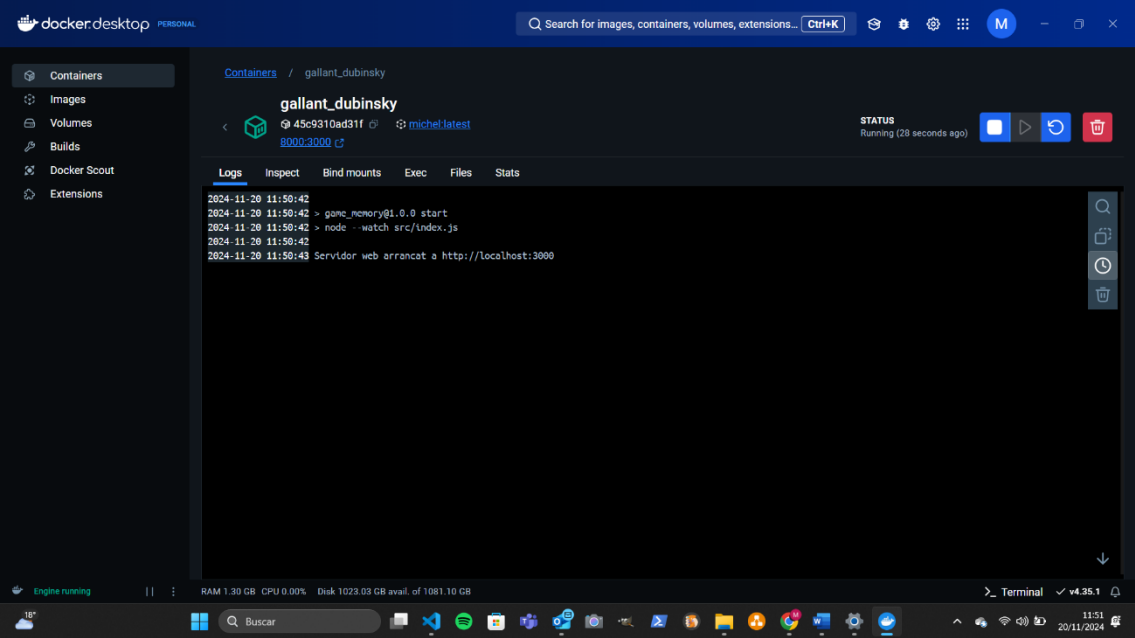 docker.desktop PERSONAL
Search for images, containers, volumes, extensions... Ctrl+K
M
Containers
Images
Volumes
Builds
Docker Scout
Extensions
Containers / gallant_dubinsky
gallant_dubinsky
45c9310ad31f michel:latest
8000:3000
STATUS
Running (28 seconds ago)
Logs Inspect Bind mounts Exec Files Stats
2024-11-20 11:50:42
2024-11-20 11:50:42 > game_memory@1.0.0 start
2024-11-20 11:50:42 > node --watch src/index.js
2024-11-20 11:50:42
2024-11-20 11:50:43 Servidor web arrancat a http://localhost:3000
Engine running
RAM 1.30 GB CPU 0.00% Disk 1023.03 GB avail. of 1081.10 GB
>_ Terminal
v4.35.1
18°
Buscar
11:51
20/11/2024